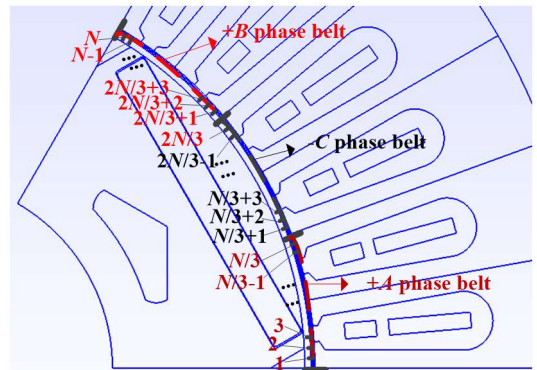 N
+B phase belt
N-1
2N/3+3
2N/3+2
2N/3+1
2N/3
2N/3-1
-C phase belt
N/3+3
N/3+2
N/3+1
N/3
N/3-1
+A phase belt
3
2
1